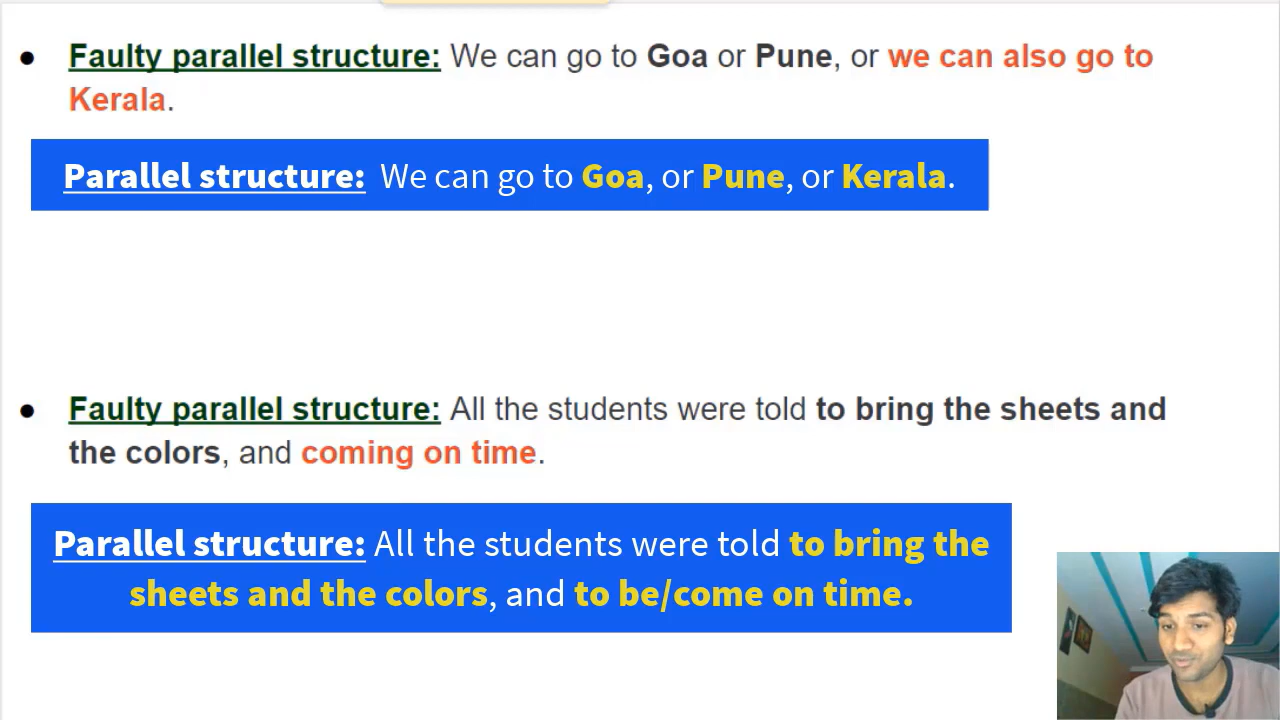 ● Faulty parallel structure: We can go to Goa or Pune, or we can also go to
Kerala.
Parallel structure: We can go to Goa, or Pune, or Kerala.
● Faulty parallel structure: All the students were told to bring the sheets and
the colors, and coming on time.
Parallel structure: All the students were told to bring the
sheets and the colors, and to be/come on time.